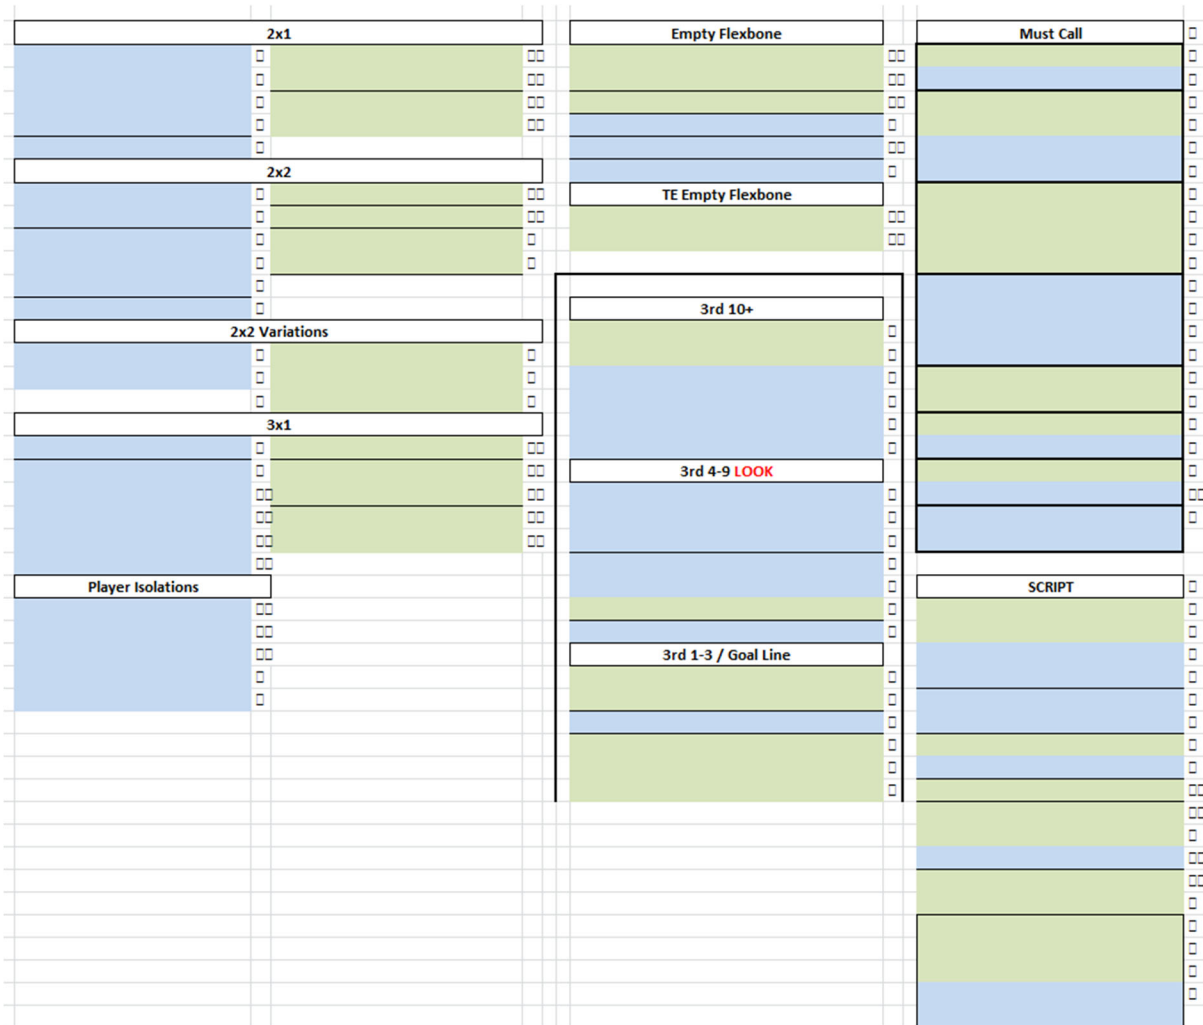 2x1
2x2
2x2 Variations
3x1
Player Isolations
Empty Flexbone
TE Empty Flexbone
3rd 10+
3rd 4-9 LOOK
3rd 1-3 / Goal Line
Must Call
SCRIPT